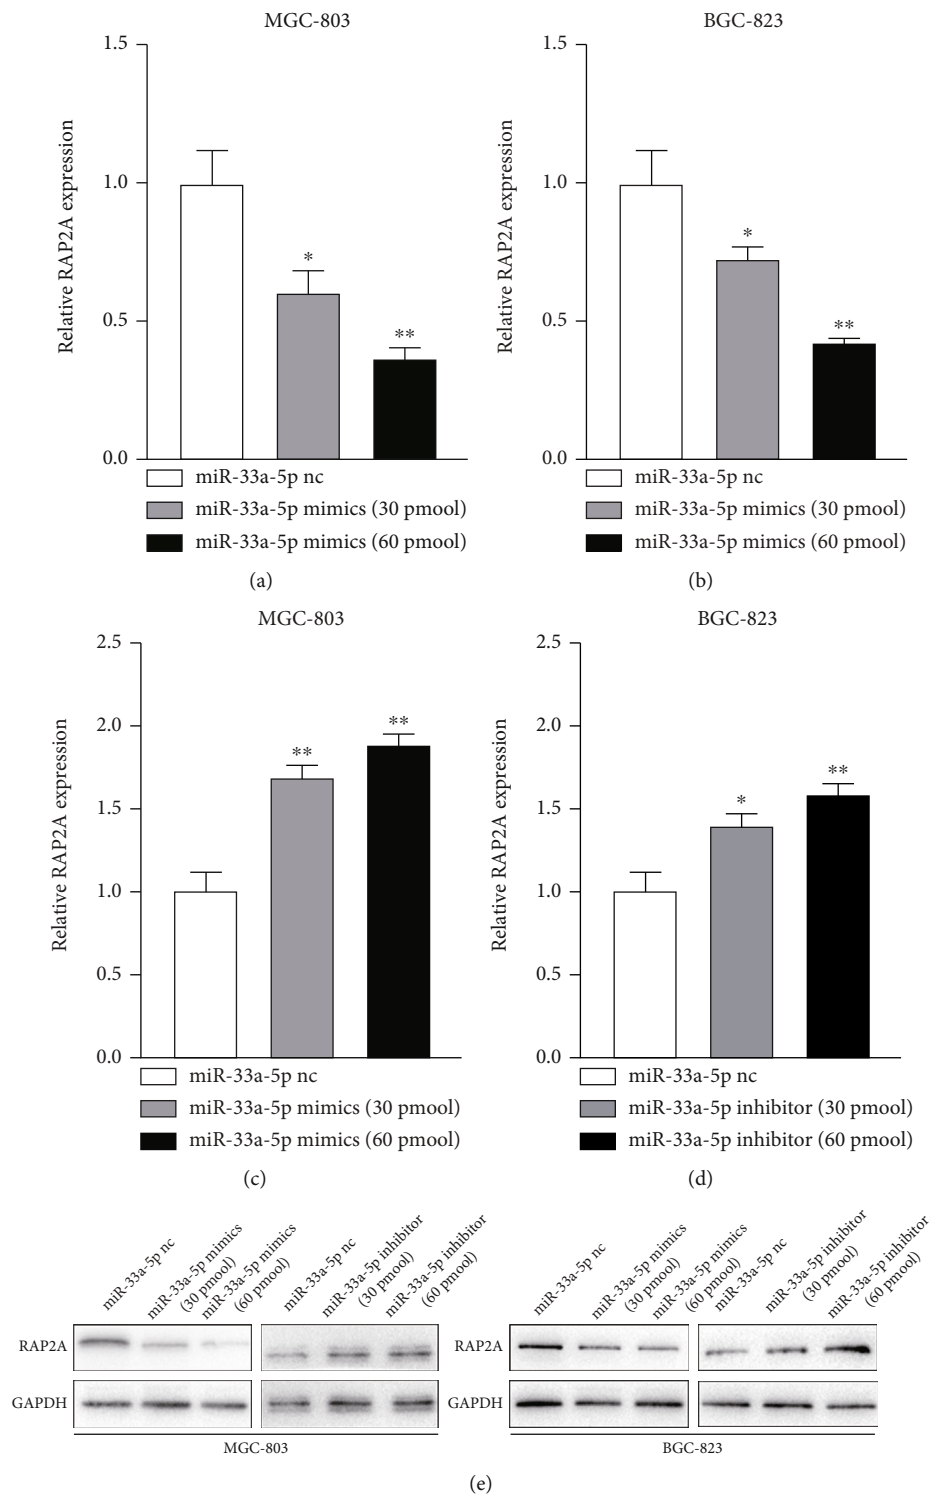 MGC-803
Relative RAP2A expression
1.5
1.0
0.5
0.0
*
**
miR-33a-5p nc
miR-33a-5p mimics (30 pmool)
miR-33a-5p mimics (60 pmool)
(a)
BGC-823
Relative RAP2A expression
1.5
1.0
0.5
0.0
*
**
miR-33a-5p nc
miR-33a-5p mimics (30 pmool)
miR-33a-5p mimics (60 pmool)
(b)
MGC-803
Relative RAP2A expression
2.5
2.0
1.5
1.0
0.5
0.0
**
**
miR-33a-5p nc
miR-33a-5p mimics (30 pmool)
miR-33a-5p mimics (60 pmool)
(c)
BGC-823
Relative RAP2A expression
2.5
2.0
1.5
1.0
0.5
0.0
*
**
miR-33a-5p nc
miR-33a-5p inhibitor (30 pmool)
miR-33a-5p inhibitor (60 pmool)
(d)
miR-33a-5p nc
miR-33a-5p mimics
(30 pmool)
miR-33a-5p mimics
(60 pmool)
miR-33a-5p nc
miR-33a-5p inhibitor
(30 pmool)
miR-33a-5p inhibitor
(60 pmool)
RAP2A
GAPDH
MGC-803
miR-33a-5p nc
miR-33a-5p mimics
(30 pmool)
miR-33a-5p mimics
(60 pmool)
miR-33a-5p nc
miR-33a-5p inhibitor
(30 pmool)
miR-33a-5p inhibitor
(60 pmool)
RAP2A
GAPDH
BGC-823
(e)